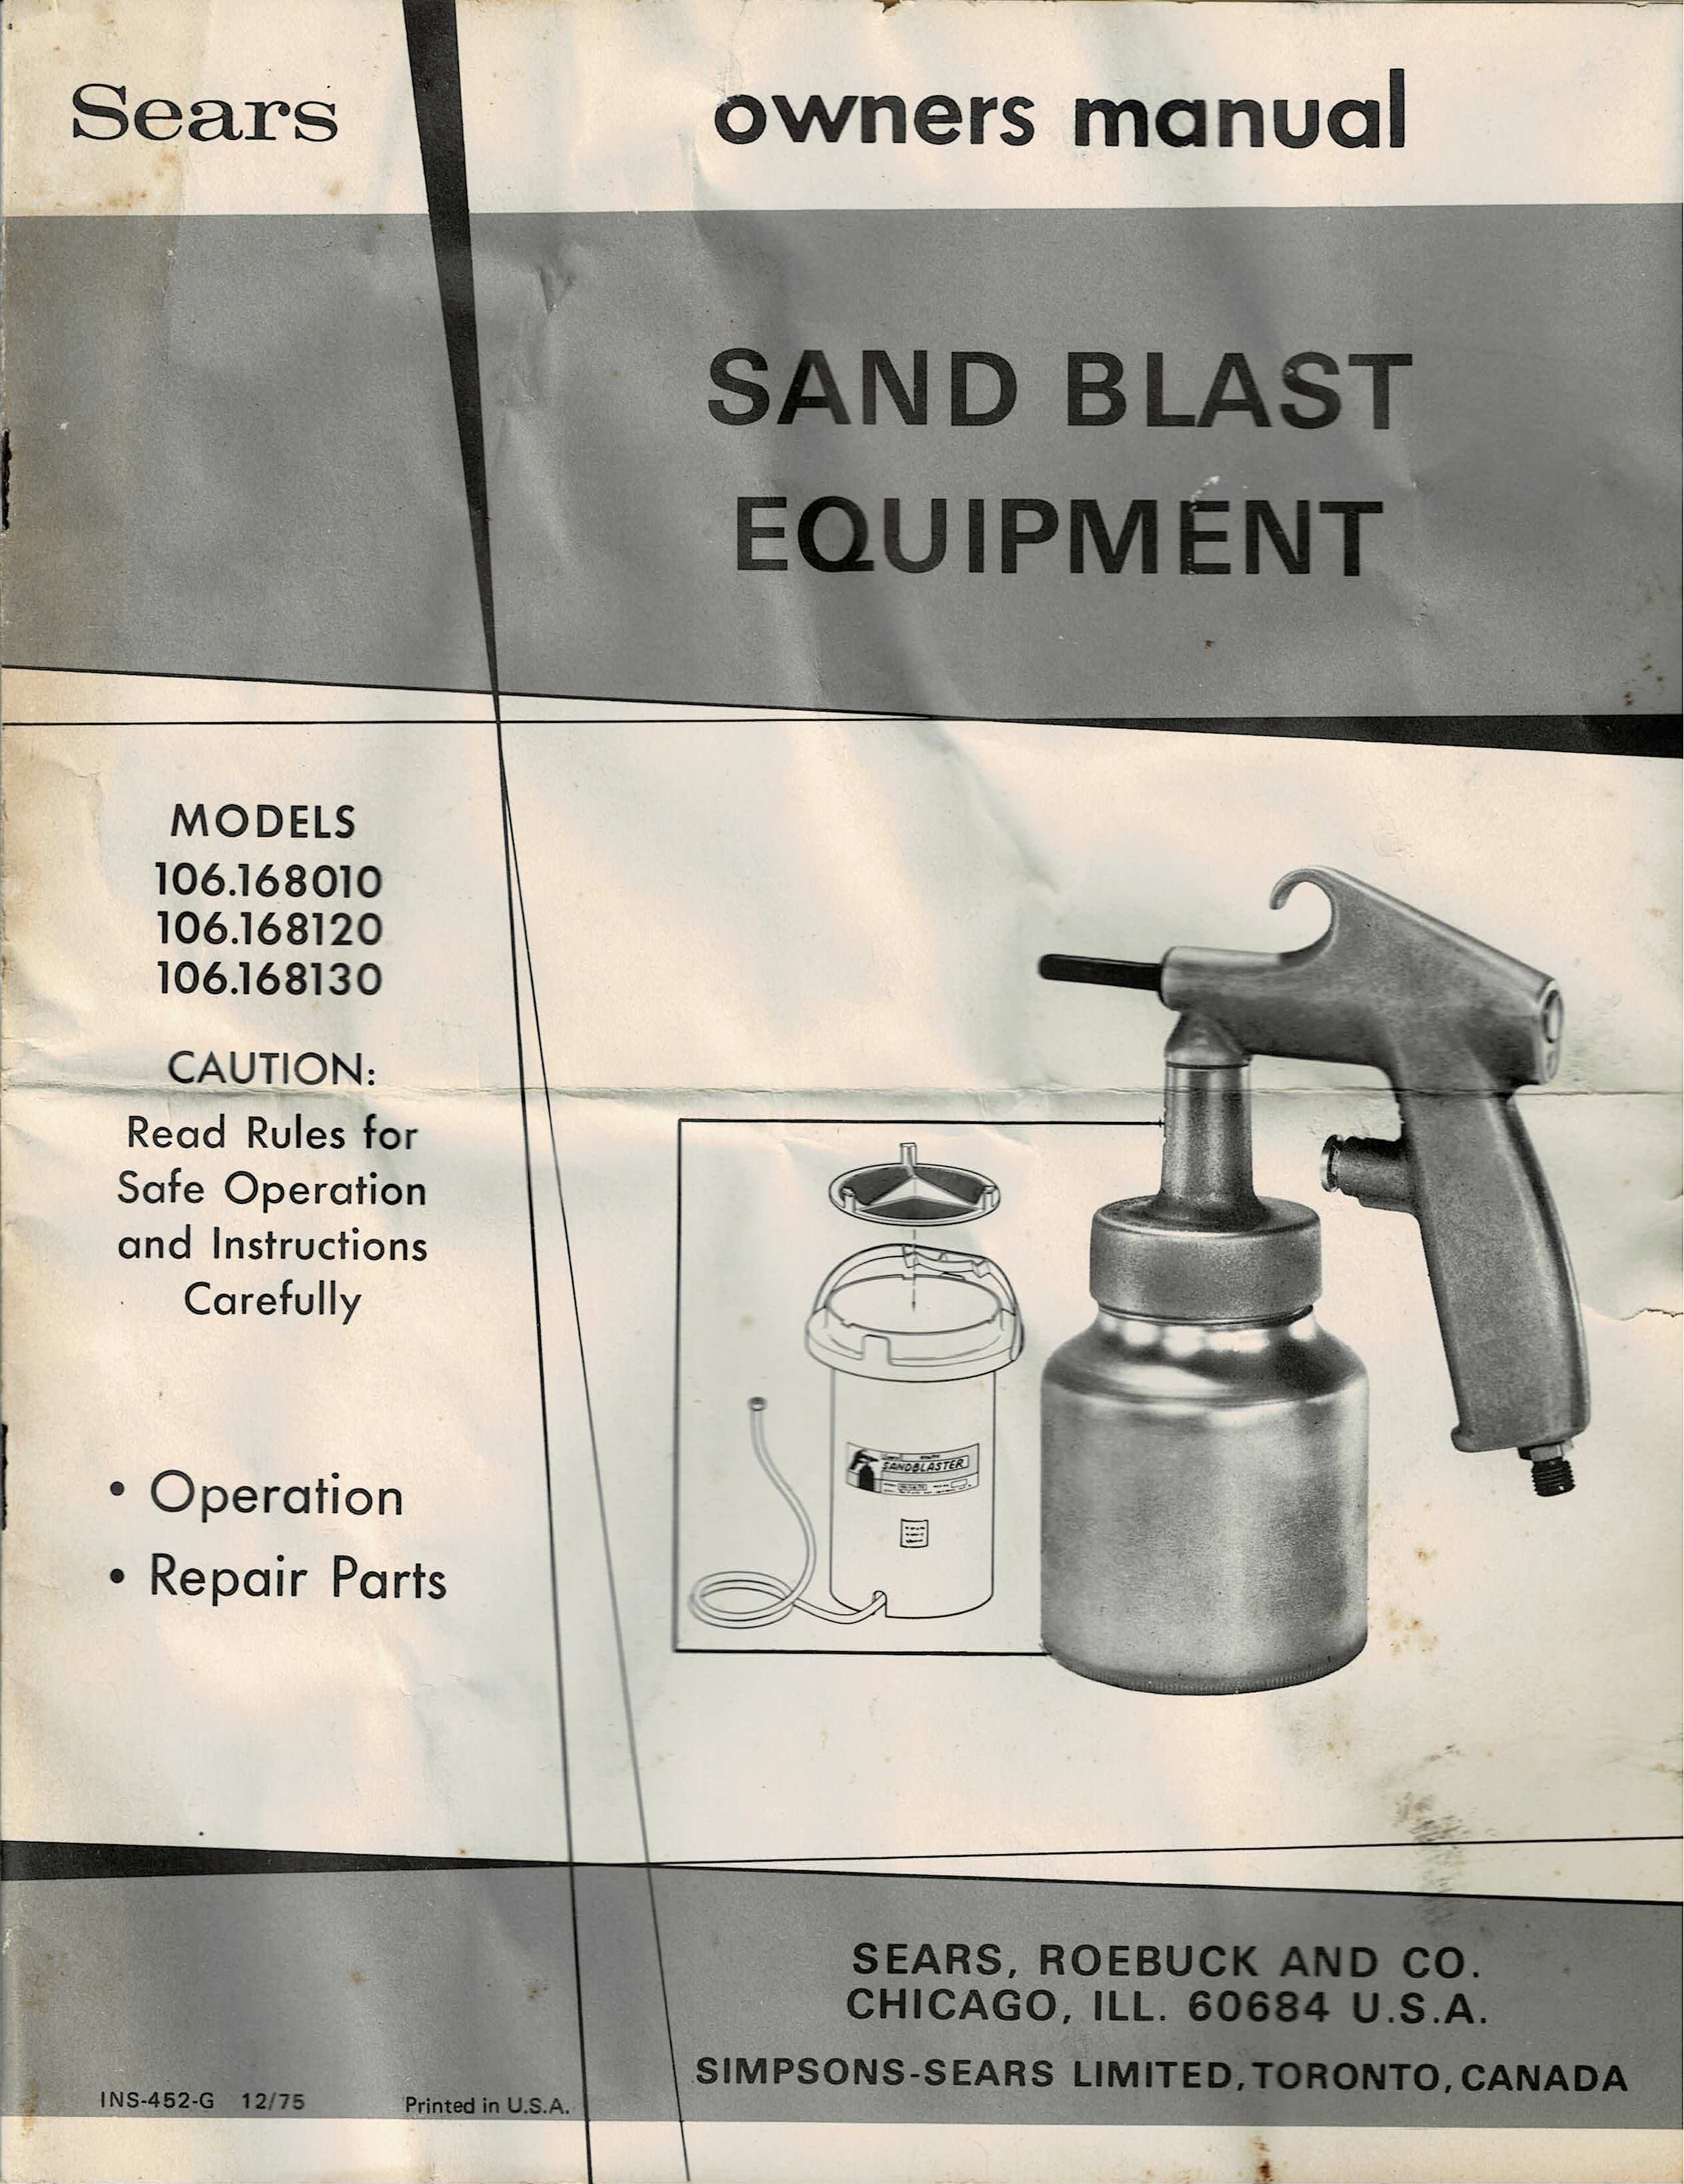 Sears
owners manual
SAND BLAST
EQUIPMENT
MODELS
106.168010
106.168120
106.168130
CAUTION:
Read Rules for
Safe Operation
and Instructions
Carefully
• Operation
• Repair Parts
SANDBLASTER
SEARS, ROEBUCK AND CO.
CHICAGO, ILL. 60684 U.S.A.
SIMPSONS-SEARS LIMITED, TORONTO, CANADA
INS-452-G 12/75
Printed in U.S.A.